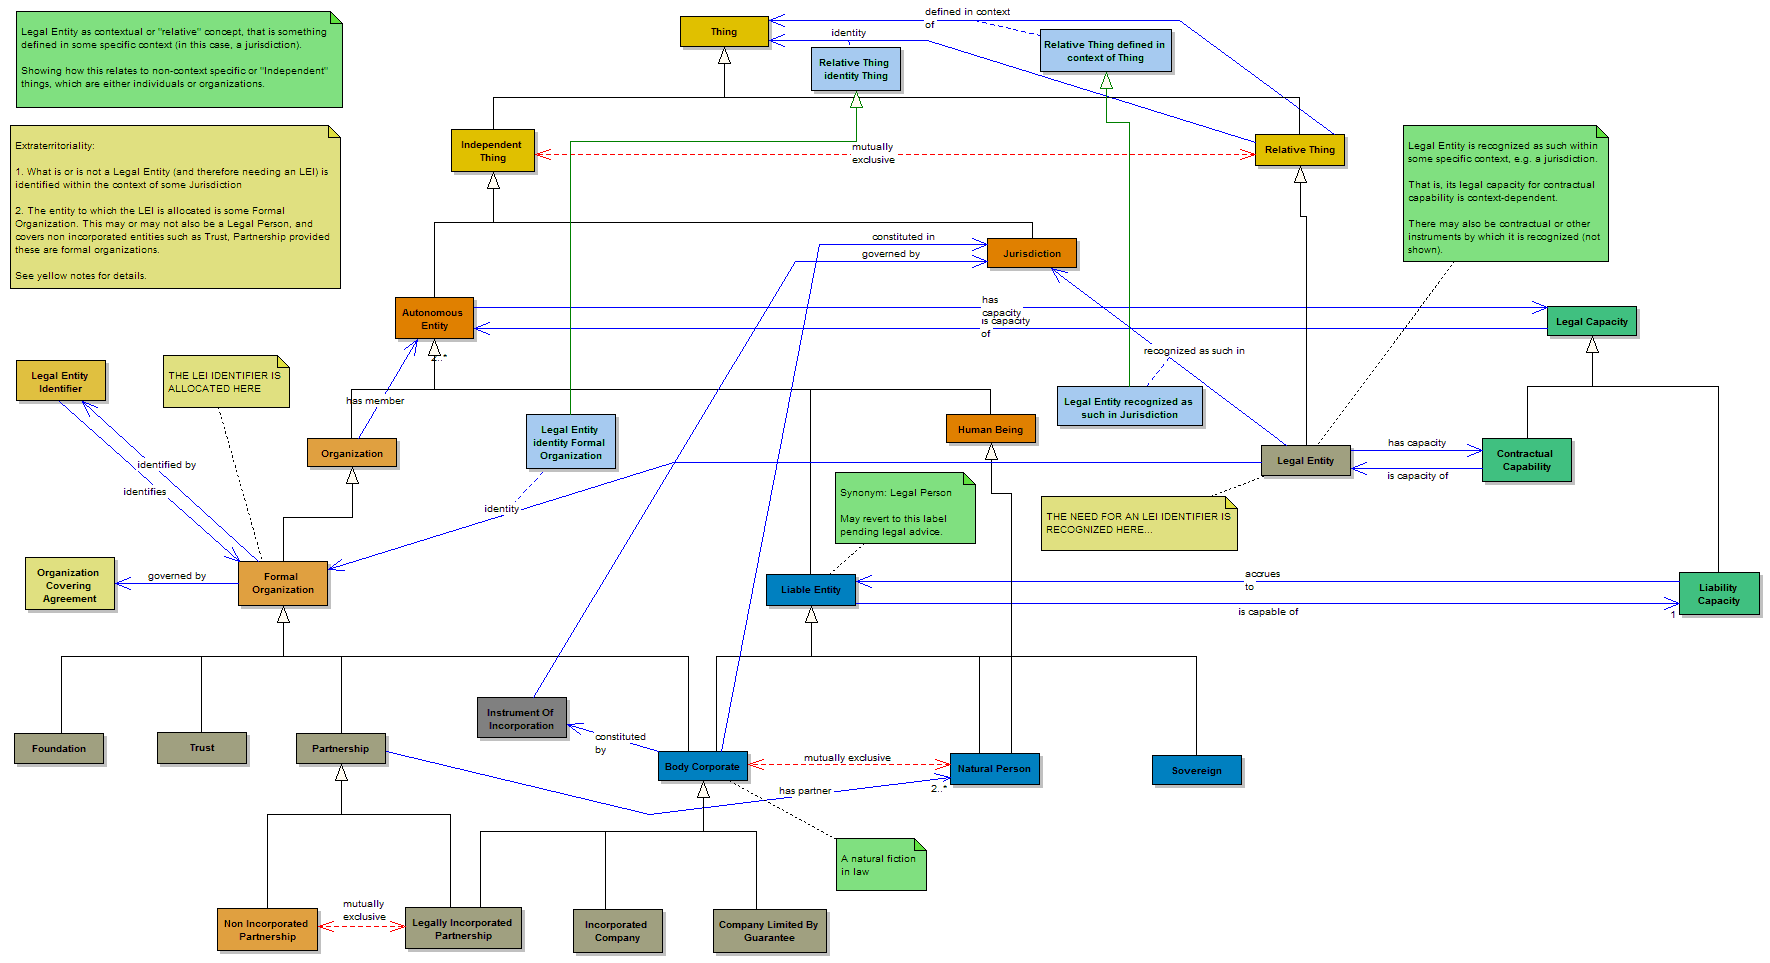 Legal Entity as contextual or "relative" concept, that is something
defined in some specific context (in this case, a jurisdiction).
Showing how this relates to non-context specific or "Independent"
things, which are either individuals or organizations.
Thing
defined in context
of
identity
Relative Thing
identity Thing
Relative Thing defined in
context of Thing
Extraterritoriality:
1. What is or is not a Legal Entity (and therefore needing an LEI) is
identified within the context of some Jurisdiction
2. The entity to which the LEI is allocated is some Formal
Organization. This may or may not also be a Legal Person, and
covers non incorporated entities such as Trust, Partnership provided
these are formal organizations.
See yellow notes for details.
Independent
Thing
mutually
exclusive
Relative Thing
Legal Entity is recognized as such within
some specific context, e.g. a jurisdiction.
That is, its legal capacity for contractual
capability is context-dependent.
There may also be contractual or other
instruments by which it is recognized (not
shown).
constituted in
governed by
Jurisdiction
Autonomous
Entity
has
capacity
is capacity
of
Legal Capacity
2..*
recognized as such in
Legal Entity
Identifier
THE LEI IDENTIFIER IS
ALLOCATED HERE
has member
Legal Entity recognized as
such in Jurisdiction
Legal Entity
identity Formal
Organization
Human Being
Organization
Legal Entity
has capacity
is capacity of
Contractual
Capability
identified by
identifies
identity
Synonym: Legal Person
May revert to this label
pending legal advice.
THE NEED FOR AN LEI IDENTIFIER IS
RECOGNIZED HERE...
Organization
Covering
Agreement
governed by
Formal
Organization
Liable Entity
accrues
to
is capable of
1
Liability
Capacity
Foundation
Trust
Partnership
Instrument Of
Incorporation
constituted
by
Body Corporate
mutually exclusive
Natural Person
Sovereign
has partner
2..*
A natural fiction
in law
Non Incorporated
Partnership
mutually
exclusive
Legally Incorporated
Partnership
Incorporated
Company
Company Limited By
Guarantee